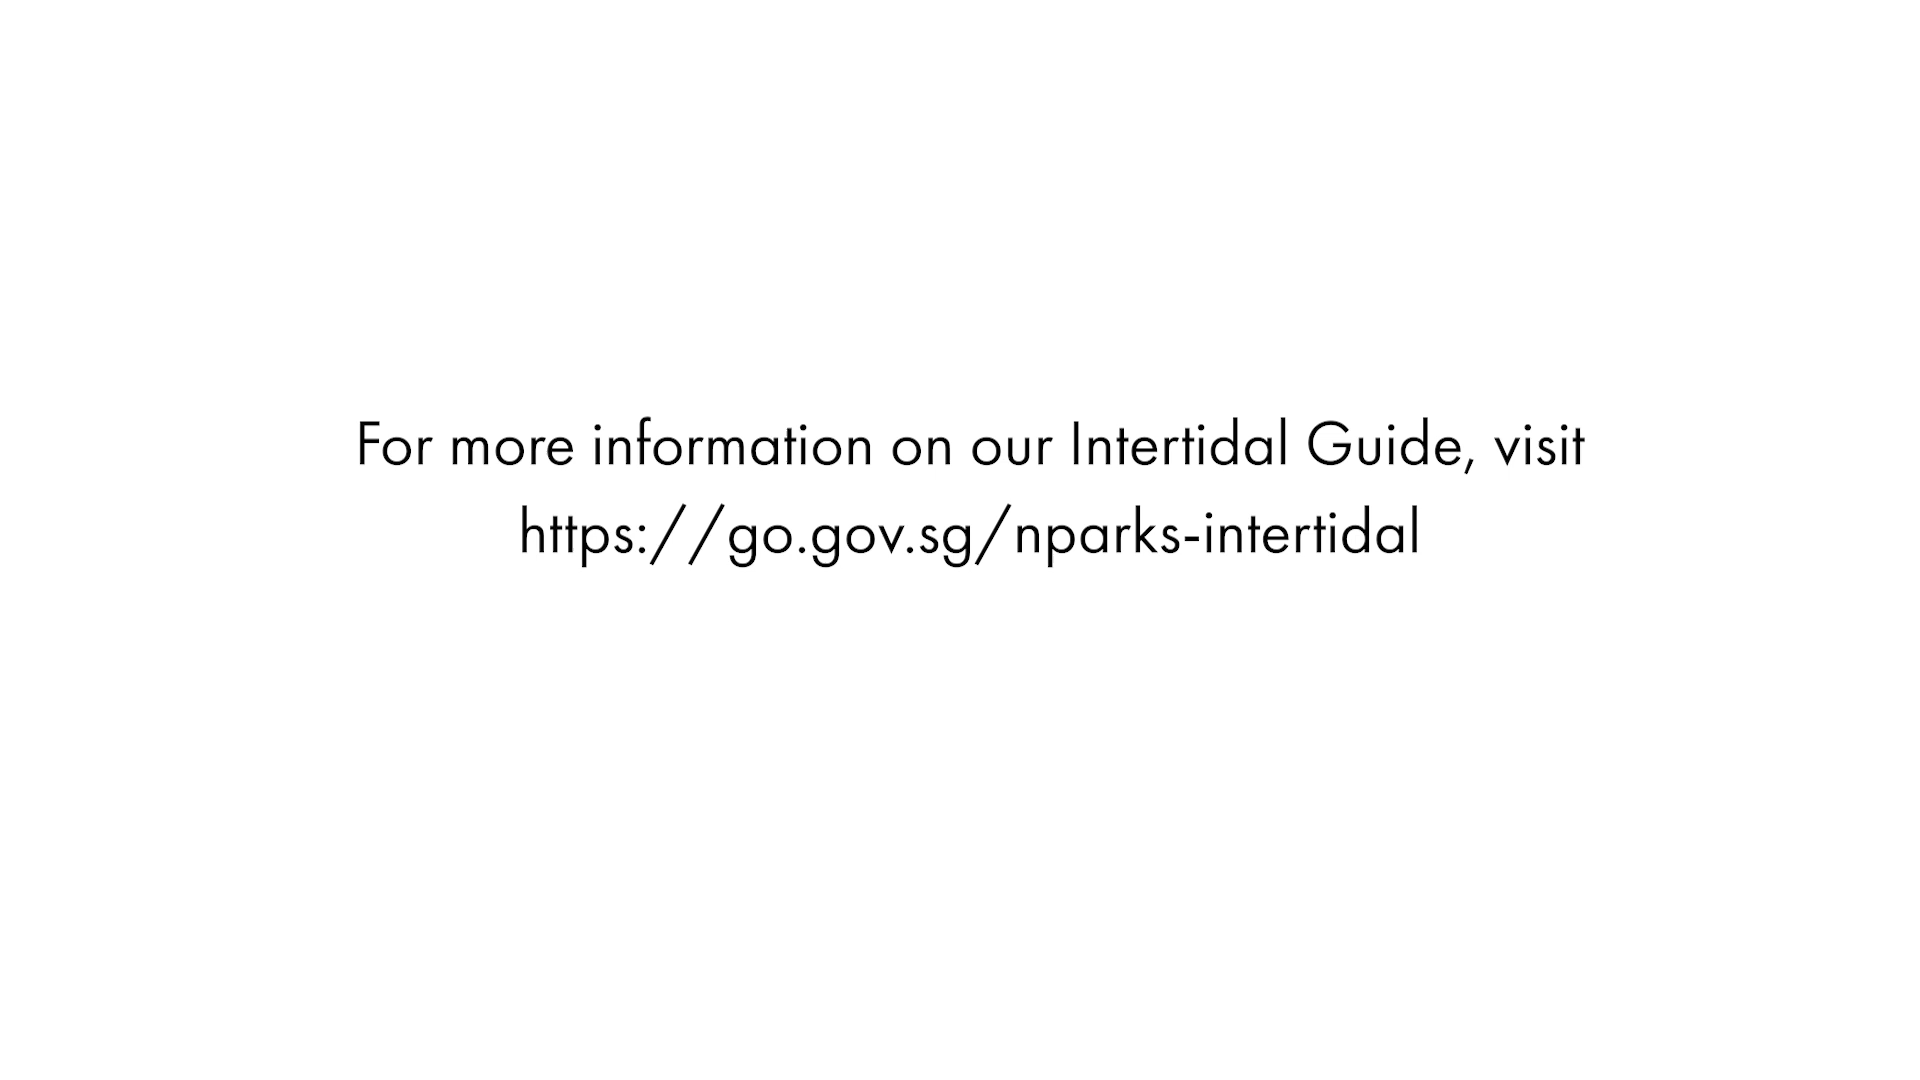 For more information on our Intertidal Guide, visit
https://go.gov.sg/nparks-intertidal